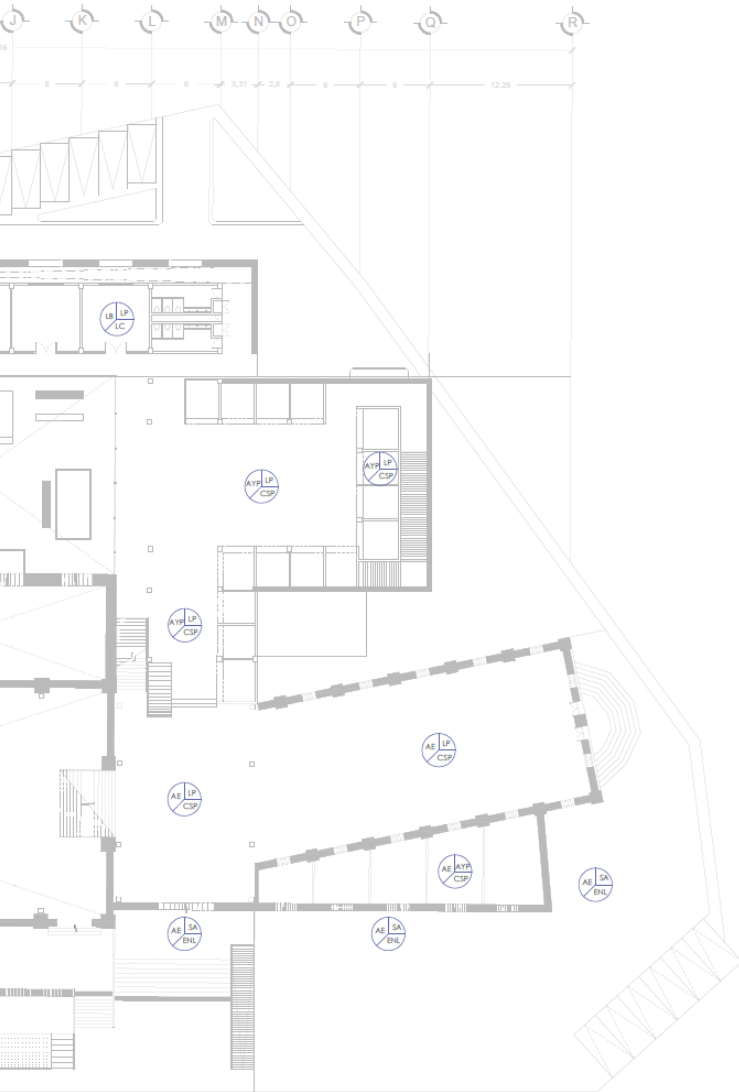 J K L M N O P Q R
6 6 6 3,31 2,8 6 6 12,26
LB LP
LC
AYP LP
CSP
AYP LP
CSP
AYP LP
CSP
AE LP
CSP
AE LP
CSP
AE AYP
CSP
AE SA
ENL
AE SA
ENL
AE SA
ENL